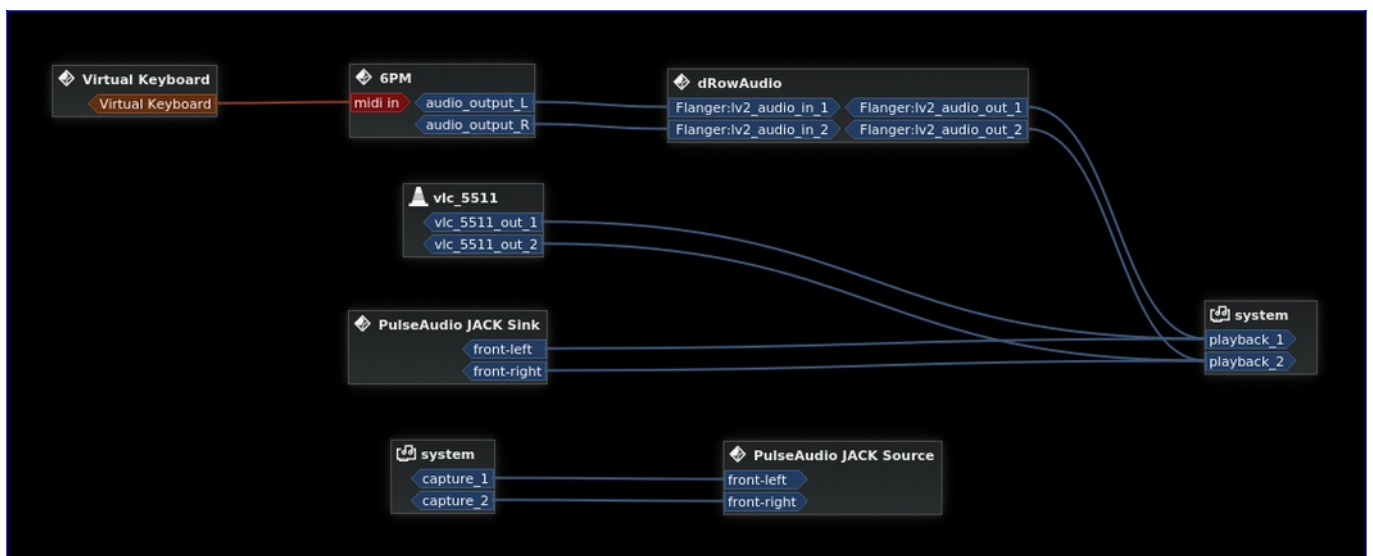 Virtual Keyboard
Virtual Keyboard
6PM
midi in audio_output_L
audio_output_R
dRowAudio
Flanger:lv2_audio_in_1 Flanger:lv2_audio_out_1
Flanger:lv2_audio_in_2 Flanger:lv2_audio_out_2
vlc_5511
vlc_5511_out_1
vlc_5511_out_2
PulseAudio JACK Sink
front-left
front-right
system
playback_1
playback_2
system
capture_1
capture_2
PulseAudio JACK Source
front-left
front-right